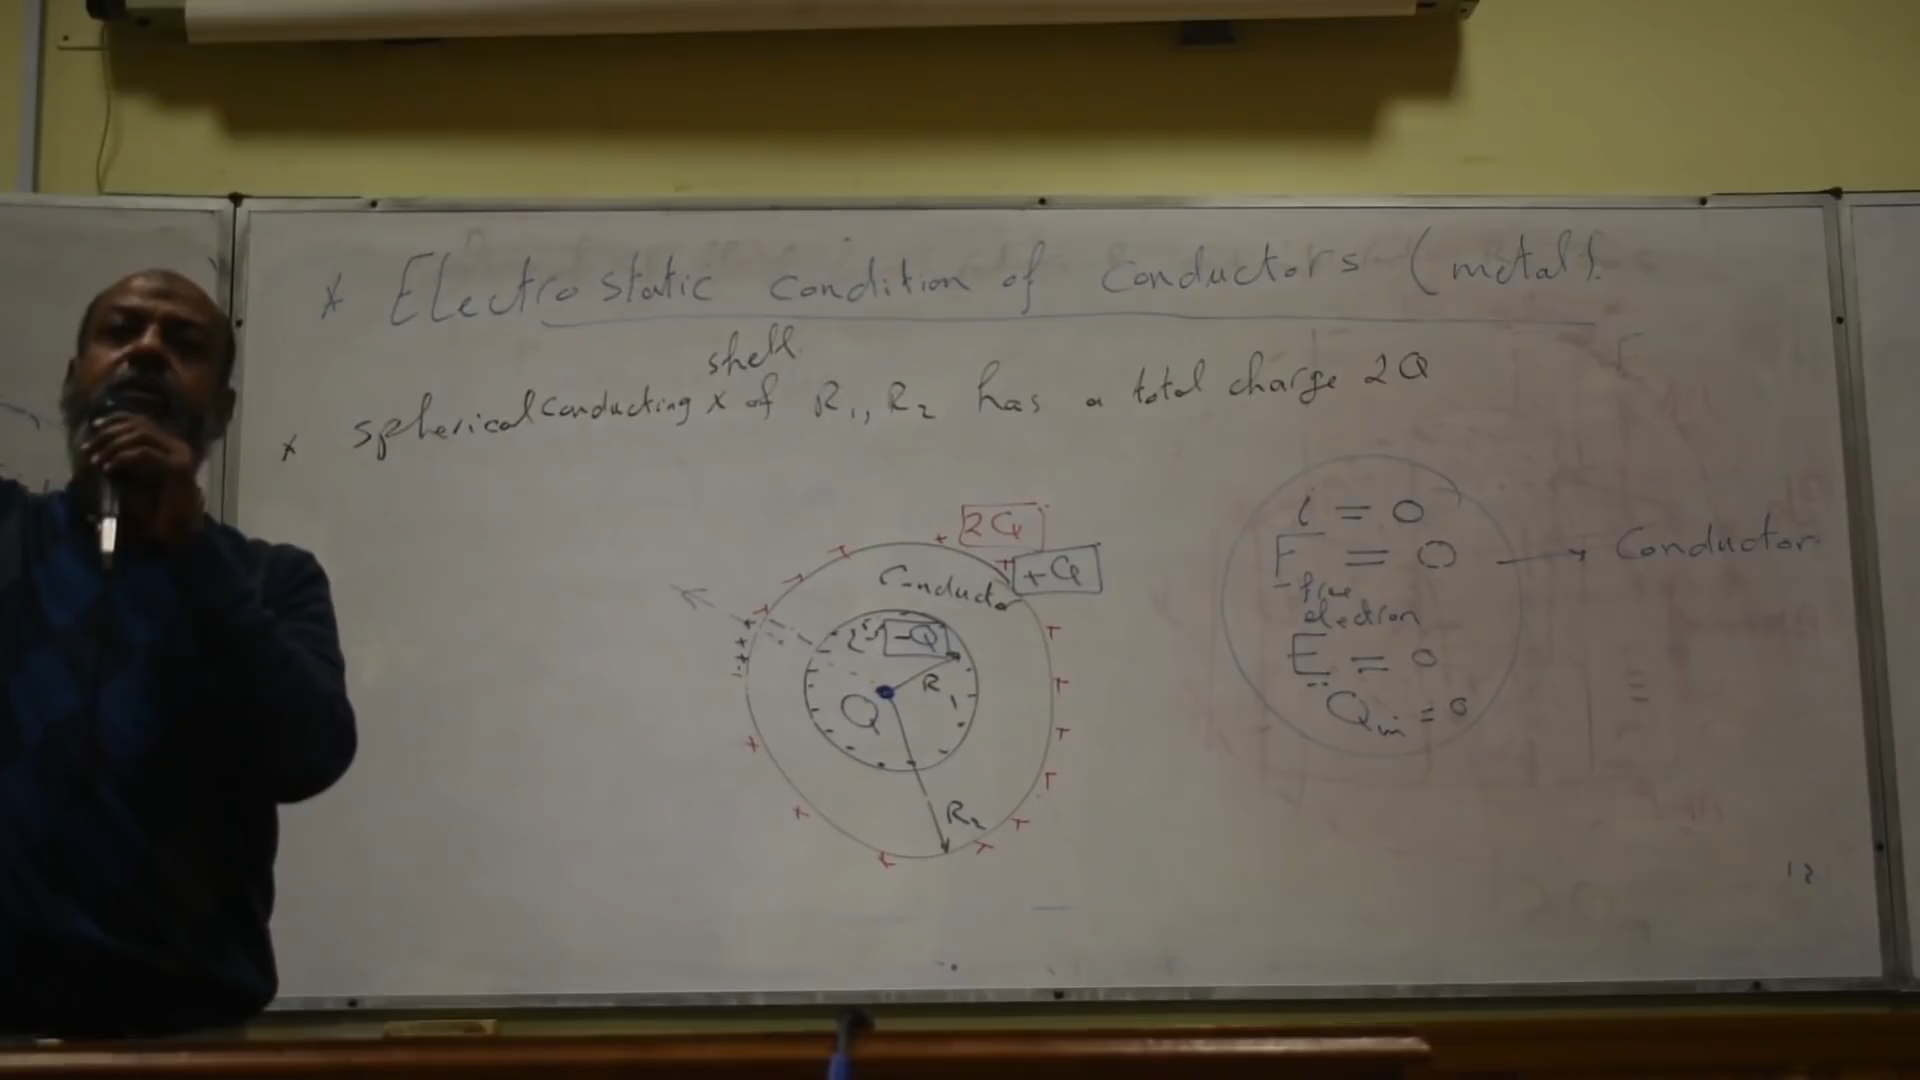 * Electrostatic condition of conductors (metal).
shell
* spherical conducting x of R1, R2 has a total charge 2Q
2Q
+Q
Conductor
-Q
R1
Q
R2
i = 0
F = 0 → Conductor
- free
electron
E = 0
Qin = 0